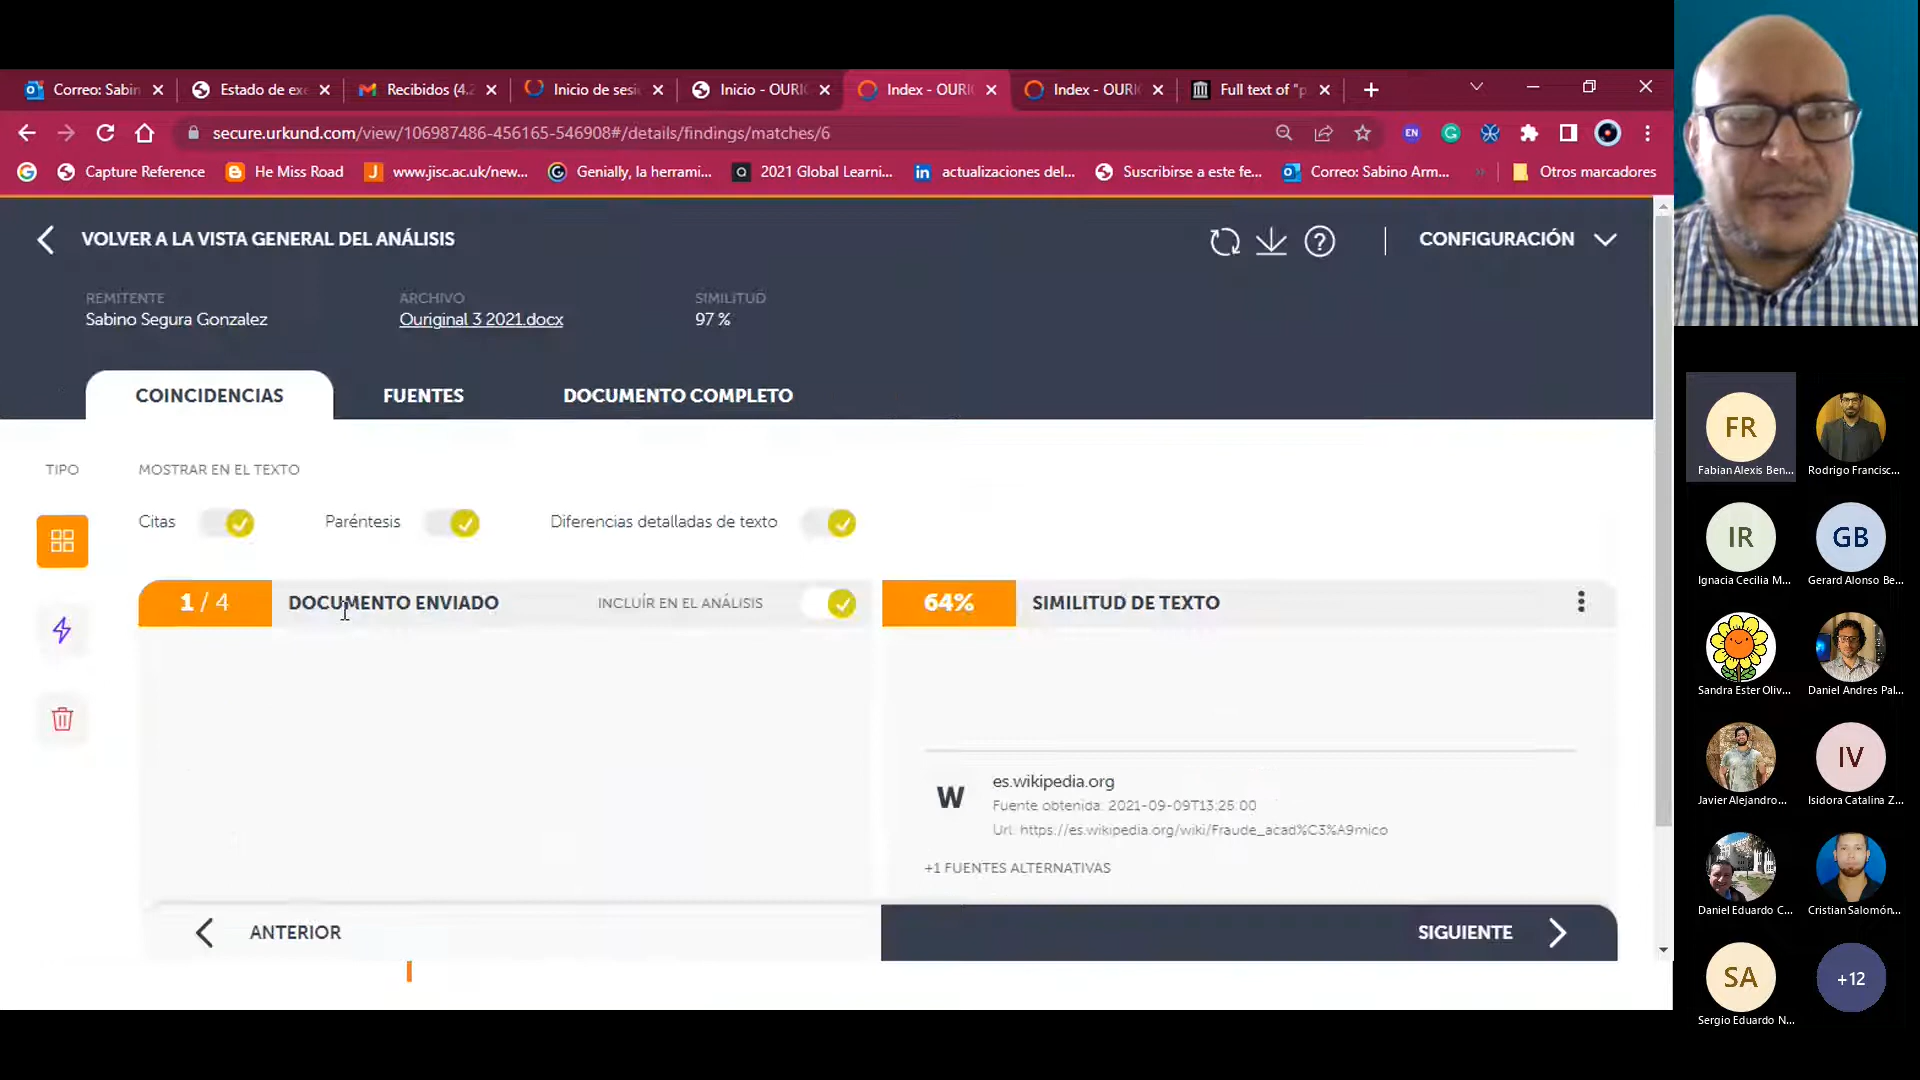 Correo: Sabin
Estado de exe
Recibidos (4.2
Inicio de sesi
Inicio - OURI
Index - OURI
Index - OURI
Full text of "p
secure.urkund.com/view/106987486-456165-546908#/details/findings/matches/6
EN
G
Capture Reference
He Miss Road
www.jisc.ac.uk/new...
Genially, la herrami...
2021 Global Learni...
actualizaciones del...
Suscribirse a este fe...
Correo: Sabino Arm...
»
Otros marcadores
VOLVER A LA VISTA GENERAL DEL ANÁLISIS
CONFIGURACIÓN
REMITENTE
ARCHIVO
SIMILITUD
Sabino Segura Gonzalez
Ouriginal 3 2021.docx
97 %
COINCIDENCIAS
FUENTES
DOCUMENTO COMPLETO
TIPO
MOSTRAR EN EL TEXTO
Citas
Paréntesis
Diferencias detalladas de texto
1 / 4
DOCUMENTO ENVIADO
INCLUÍR EN EL ANÁLISIS
64%
SIMILITUD DE TEXTO
W
es.wikipedia.org
Fuente obtenida: 2021-09-09T13:25:00
Url: https://es.wikipedia.org/wiki/Fraude_acad%C3%A9mico
+1 FUENTES ALTERNATIVAS
ANTERIOR
SIGUIENTE
FR
Fabian Alexis Ben...
Rodrigo Francisc...
IR
GB
Ignacia Cecilia M...
Gerard Alonso Be...
Sandra Ester Oliv...
Daniel Andres Pal...
IV
Javier Alejandro...
Isidora Catalina Z...
Daniel Eduardo C...
Cristian Salomón...
SA
+12
Sergio Eduardo N...